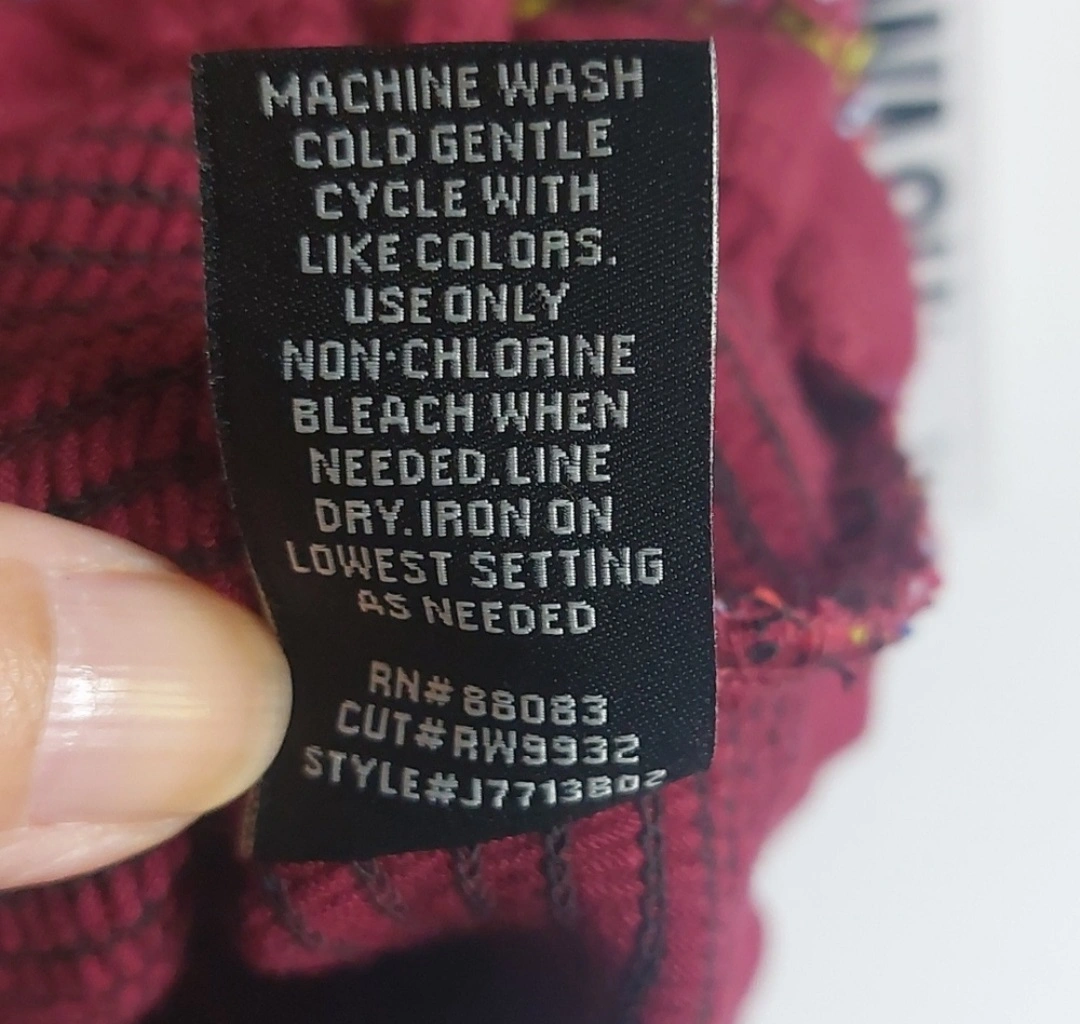 MACHINE WASH
COLD GENTLE
CYCLE WITH
LIKE COLORS.
USE ONLY
NON-CHLORINE
BLEACH WHEN
NEEDED.LINE
DRY.IRON ON
LOWEST SETTING
AS NEEDED
RN# 88083
CUT#RW9932
STYLE#J7713B02